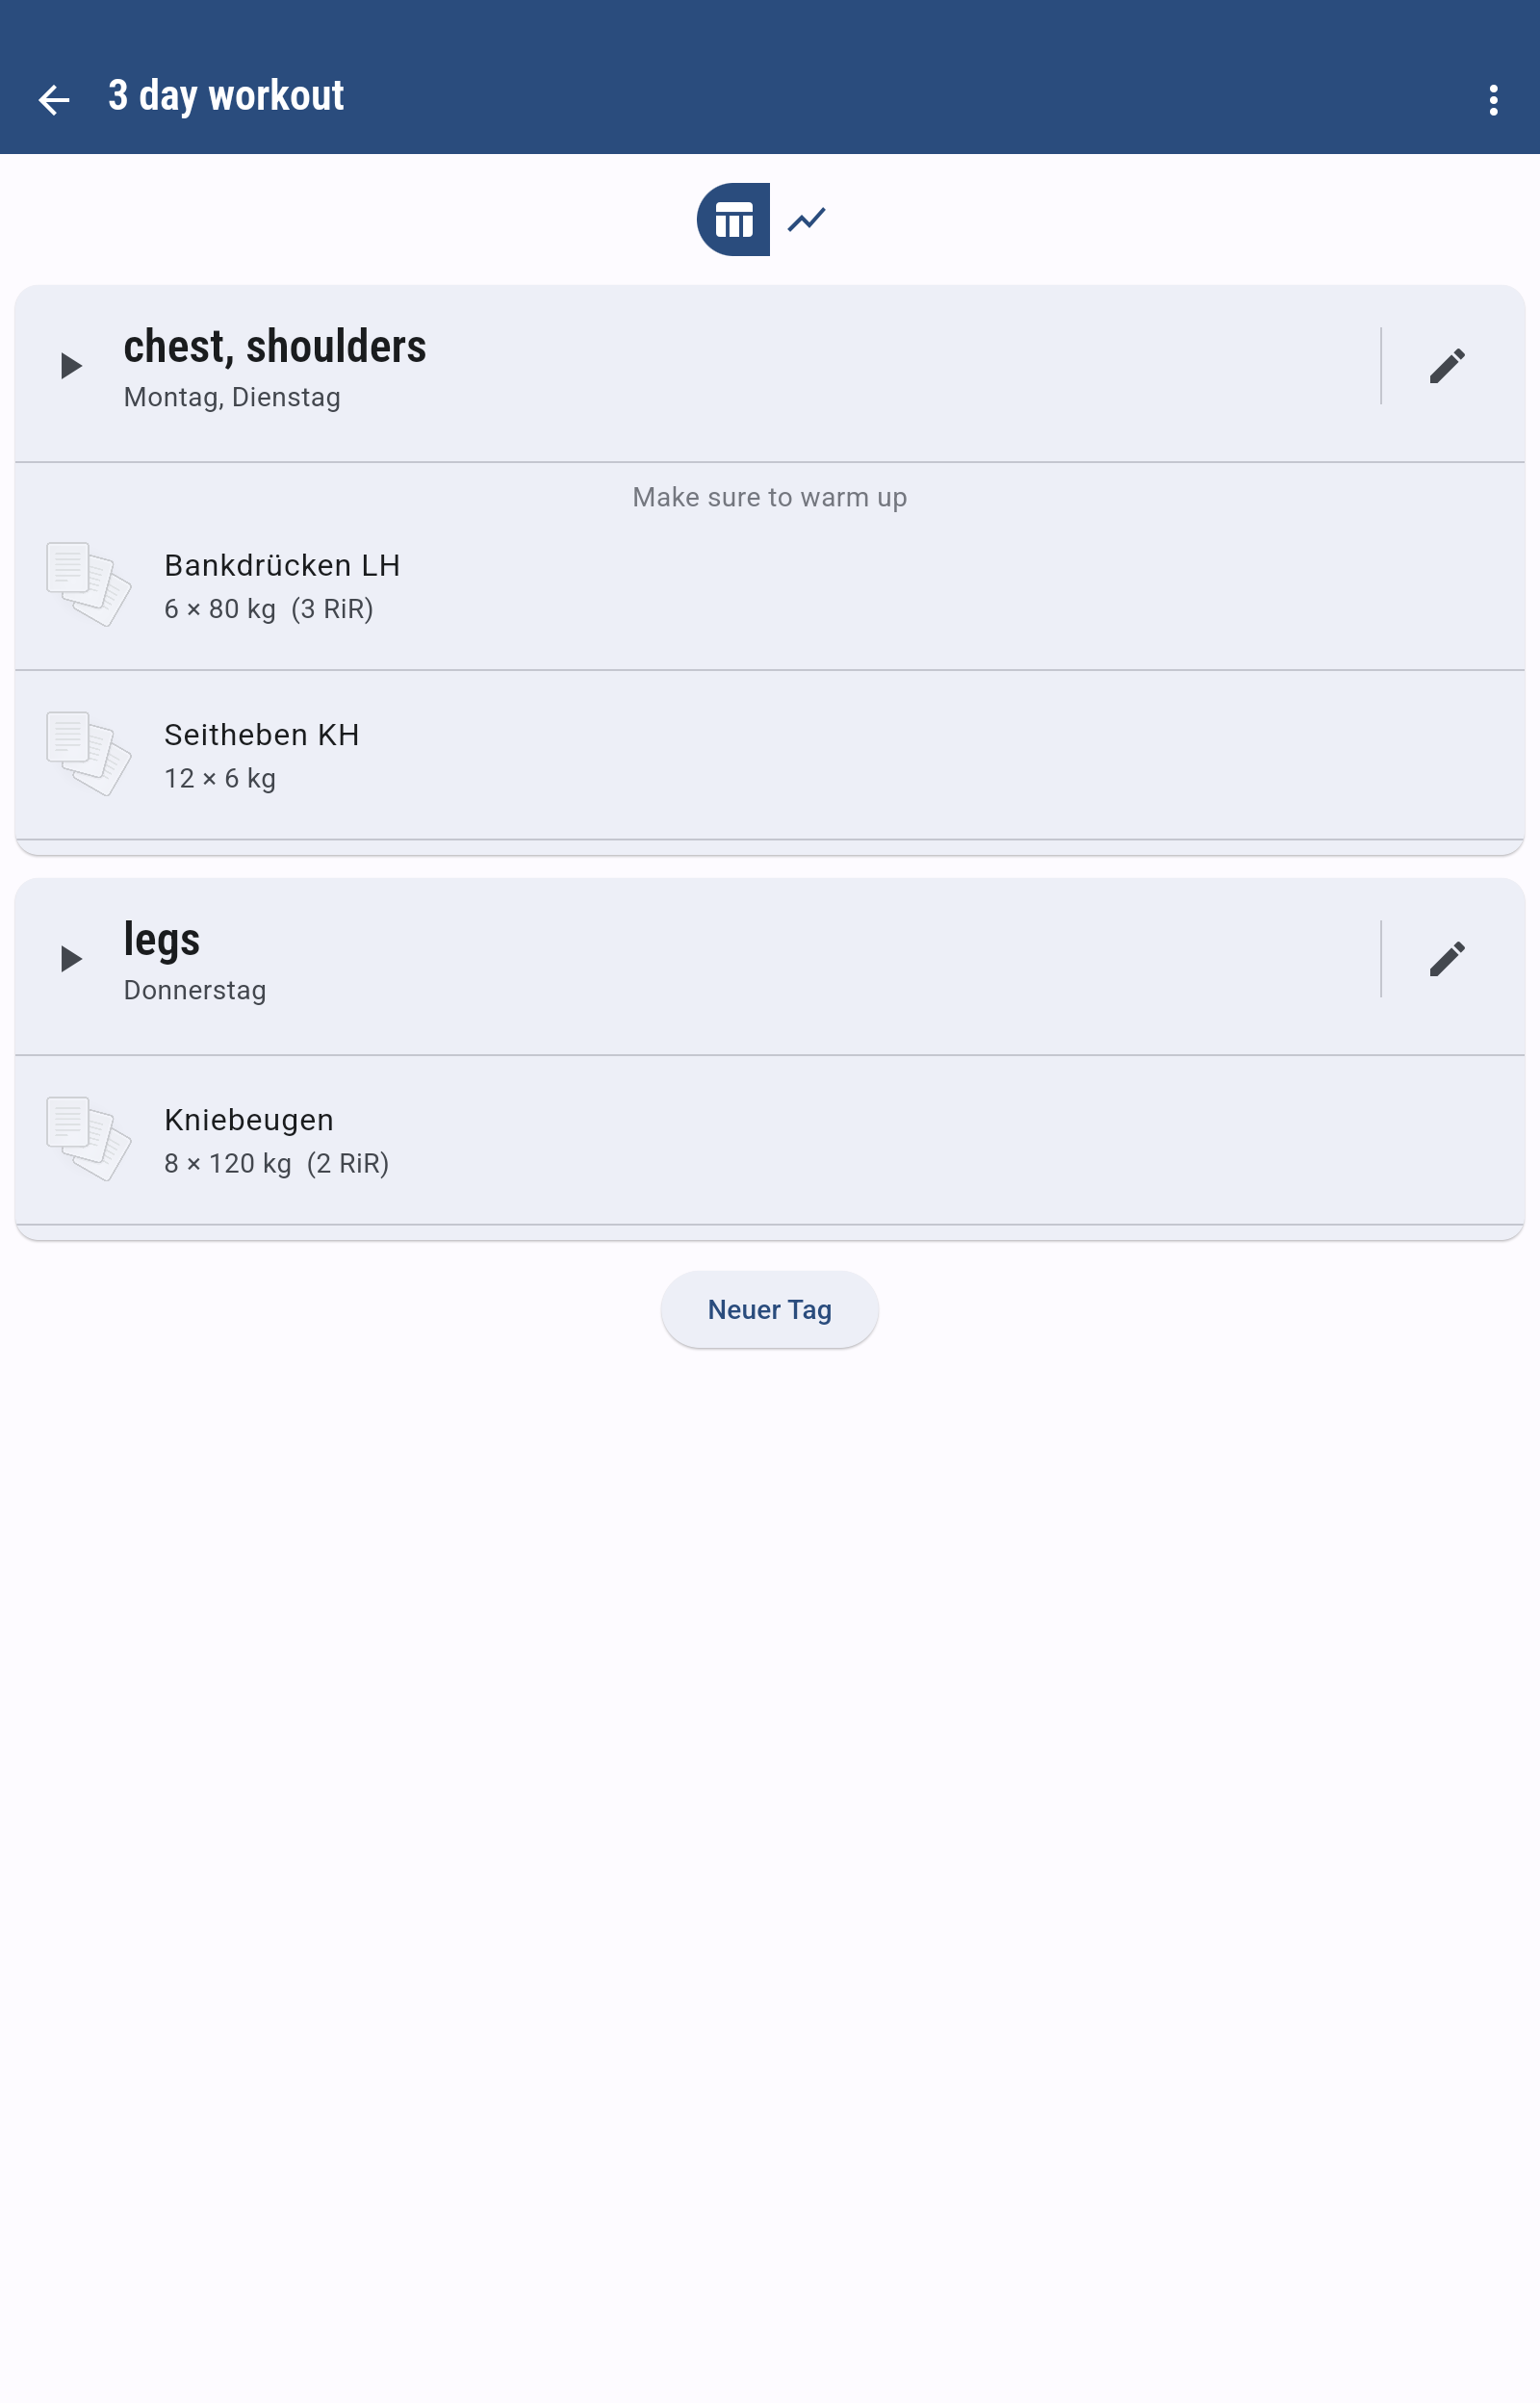 3 day workout
chest, shoulders
Montag, Dienstag
Make sure to warm up
Bankdrücken LH
6 × 80 kg (3 RiR)
Seitheben KH
12 × 6 kg
legs
Donnerstag
Kniebeugen
8 × 120 kg (2 RiR)
Neuer Tag